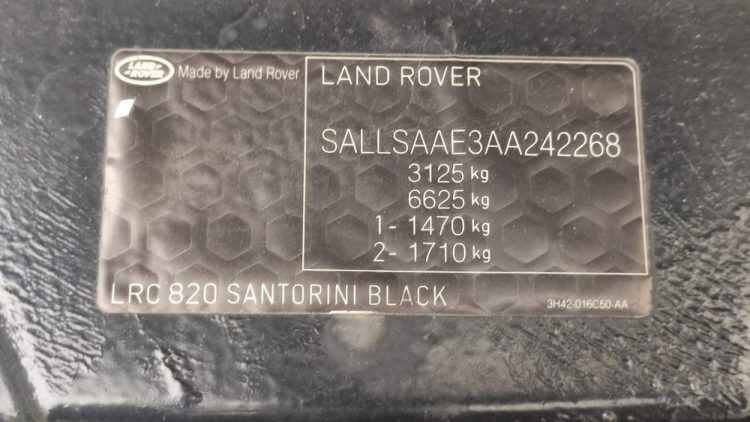 LAND ROVER
Made by Land Rover
LAND ROVER
SALLSAAE3AA242268
3125 kg
6625 kg
1- 1470 kg
2- 1710 kg
LRC 820 SANTORINI BLACK
3H42-016C50-AA